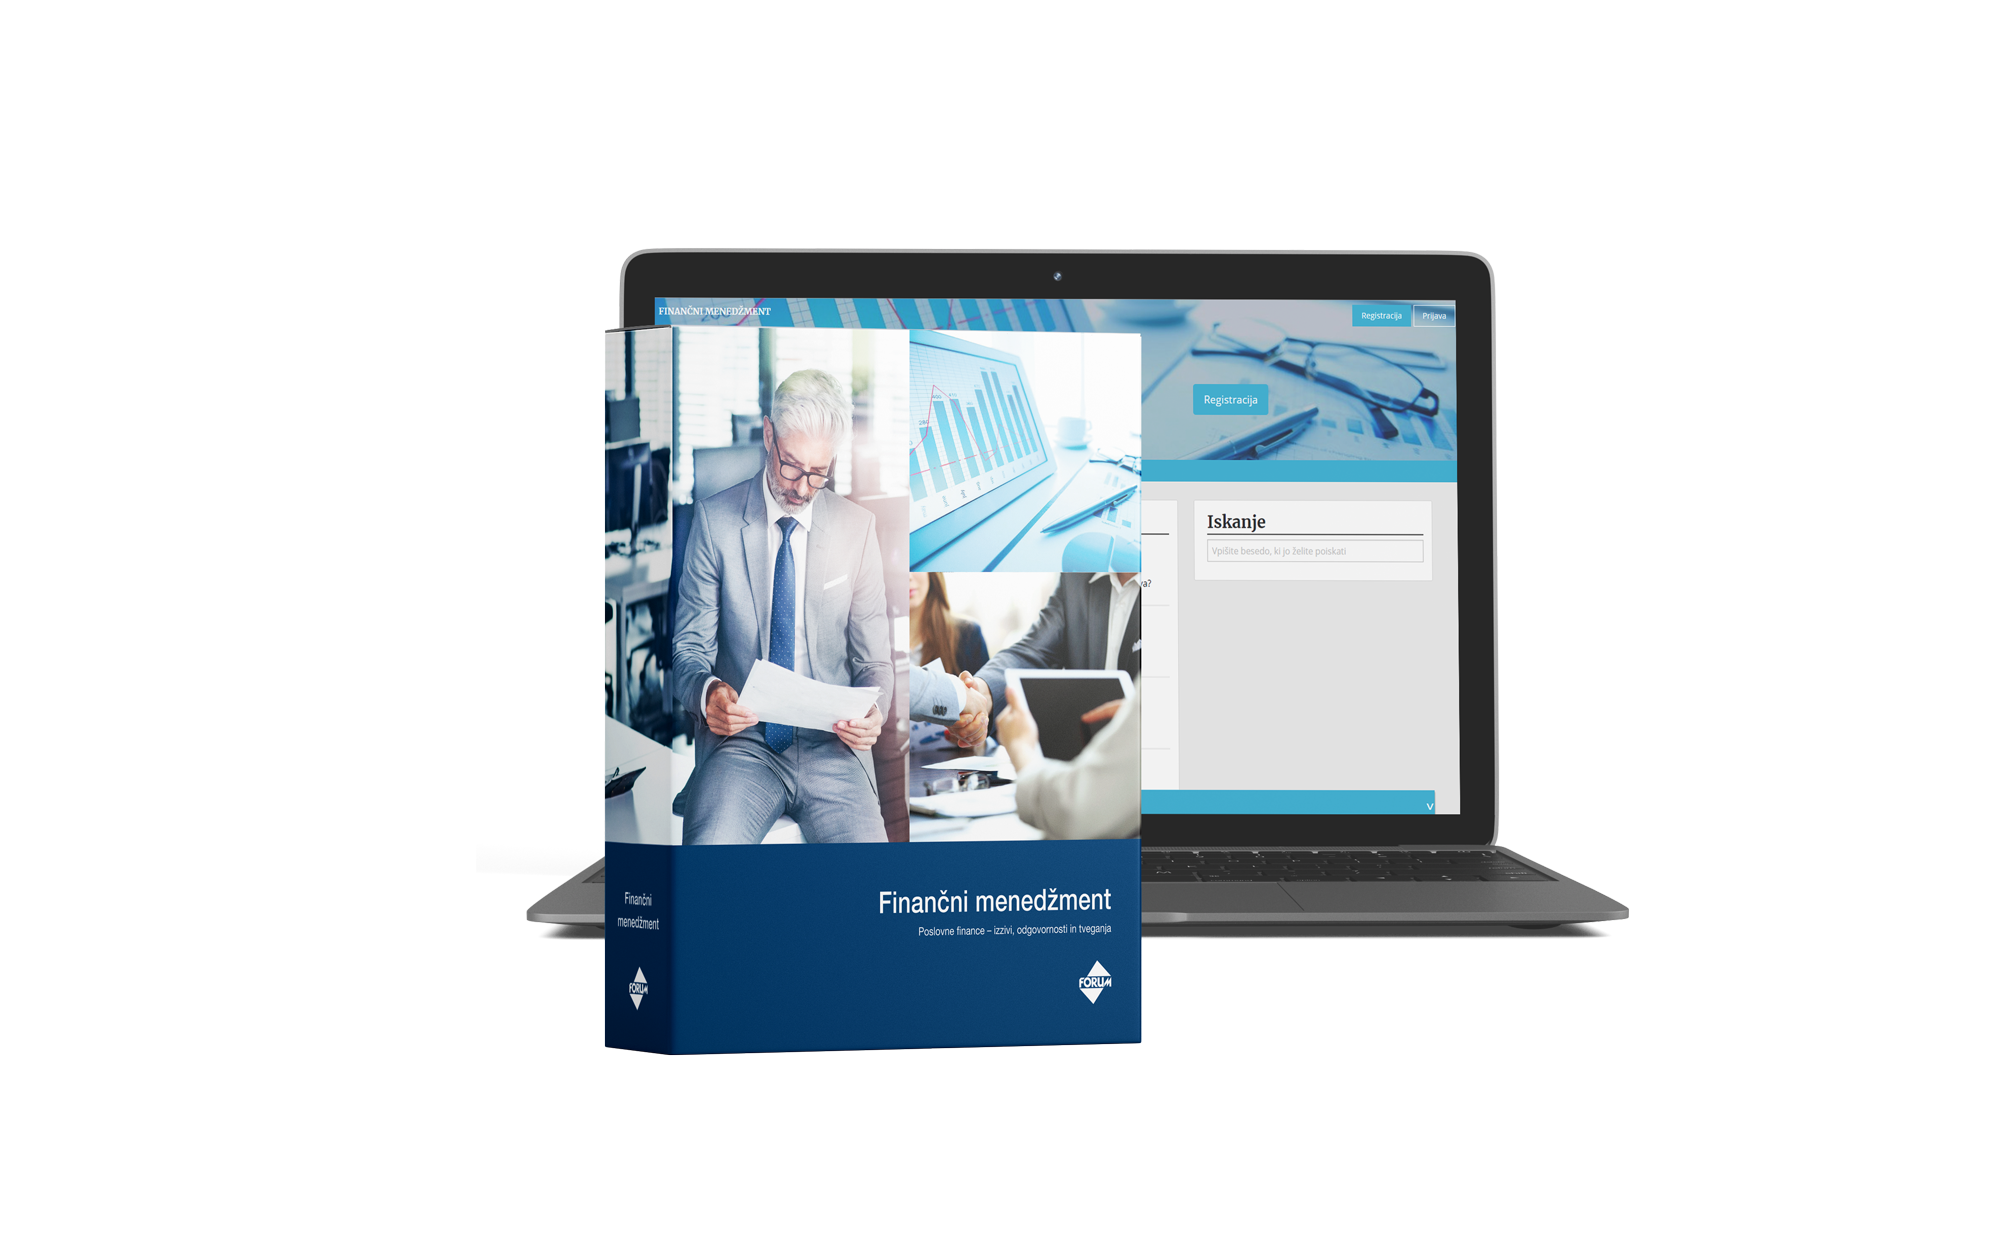 FINANČNI MENEDŽMENT
Registracija
Prijava
Registracija
Iskanje
Vpišite besedo, ki jo želite poiskati
va?
Finančni menedžment
Poslovne finance – izzivi, odgovornosti in tveganja
FORUM
Finančni
menedžment
FORUM